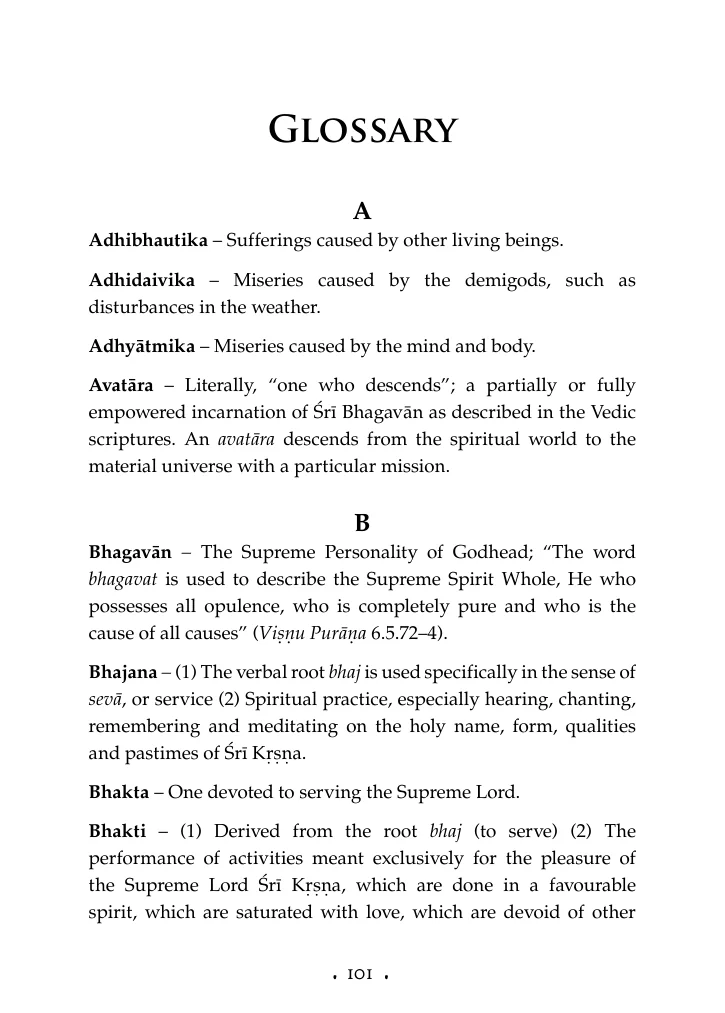 GLOSSARY
A
Adhibhautika – Sufferings caused by other living beings.
Adhidaivika – Miseries caused by the demigods, such as
disturbances in the weather.
Adhyātmika – Miseries caused by the mind and body.
Avatāra – Literally, “one who descends”; a partially or fully
empowered incarnation of Śrī Bhagavān as described in the Vedic
scriptures. An avatāra descends from the spiritual world to the
material universe with a particular mission.
B
Bhagavān – The Supreme Personality of Godhead; “The word
bhagavat is used to describe the Supreme Spirit Whole, He who
possesses all opulence, who is completely pure and who is the
cause of all causes” (Viṣṇu Purāṇa 6.5.72–4).
Bhajana – (1) The verbal root bhaj is used specifically in the sense of
sevā, or service (2) Spiritual practice, especially hearing, chanting,
remembering and meditating on the holy name, form, qualities
and pastimes of Śrī Kṛṣṇa.
Bhakta – One devoted to serving the Supreme Lord.
Bhakti – (1) Derived from the root bhaj (to serve) (2) The
performance of activities meant exclusively for the pleasure of
the Supreme Lord Śrī Kṛṣṇa, which are done in a favourable
spirit, which are saturated with love, which are devoid of other
• 101 •